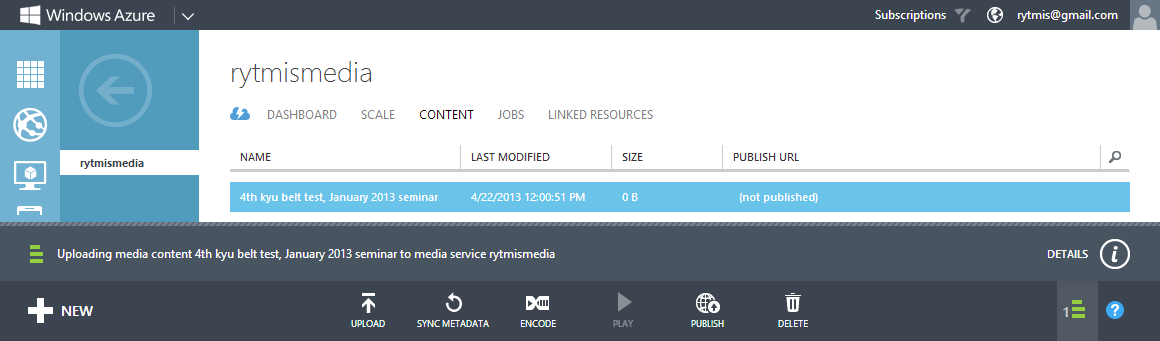 Windows Azure
Subscriptions
rytmis@gmail.com
rytmismedia
DASHBOARD SCALE CONTENT JOBS LINKED RESOURCES
rytmismedia
NAME LAST MODIFIED SIZE PUBLISH URL
4th kyu belt test, January 2013 seminar 4/22/2013 12:00:51 PM 0 B (not published)
Uploading media content 4th kyu belt test, January 2013 seminar to media service rytmismedia
DETAILS i
NEW
UPLOAD SYNC METADATA ENCODE PLAY PUBLISH DELETE
1 ?